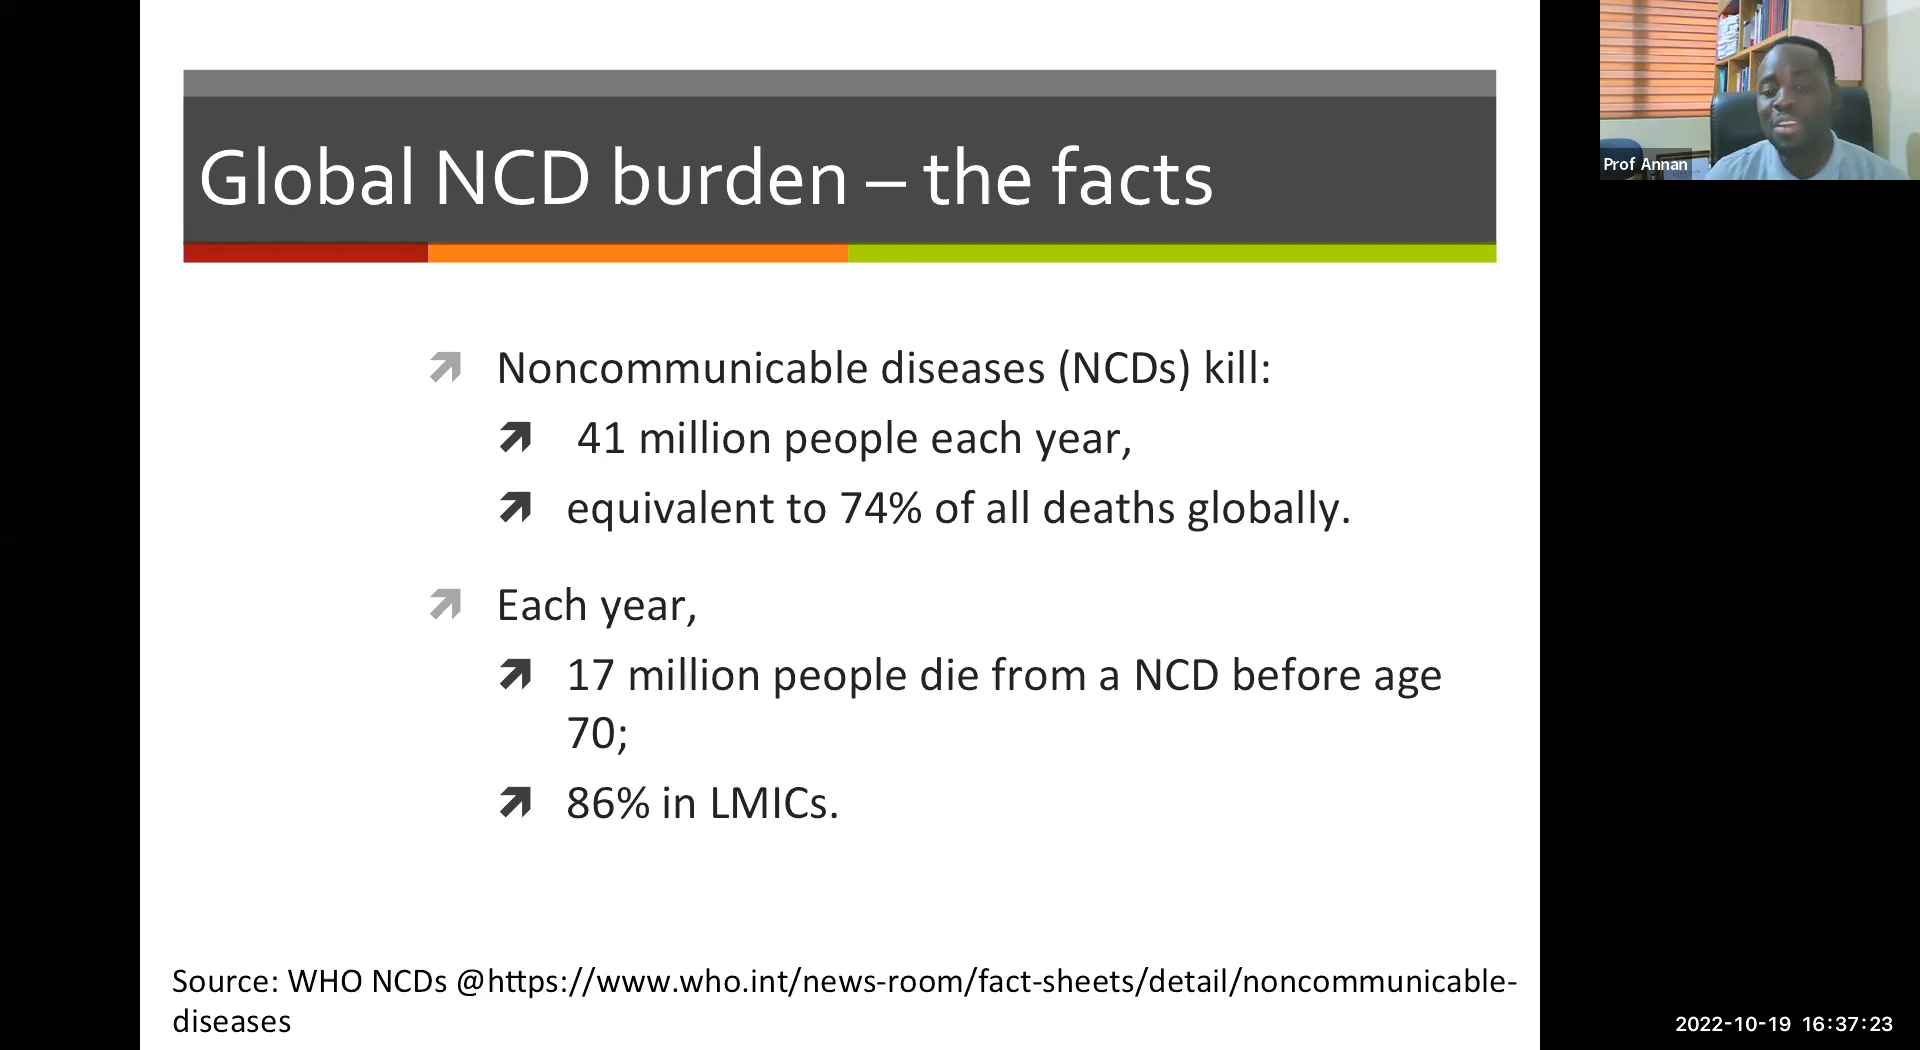 Global NCD burden – the facts
Noncommunicable diseases (NCDs) kill:
41 million people each year,
equivalent to 74% of all deaths globally.
Each year,
17 million people die from a NCD before age
70;
86% in LMICs.
Source: WHO NCDs @https://www.who.int/news-room/fact-sheets/detail/noncommunicable-
diseases
Prof Annan
2022-10-19 16:37:23